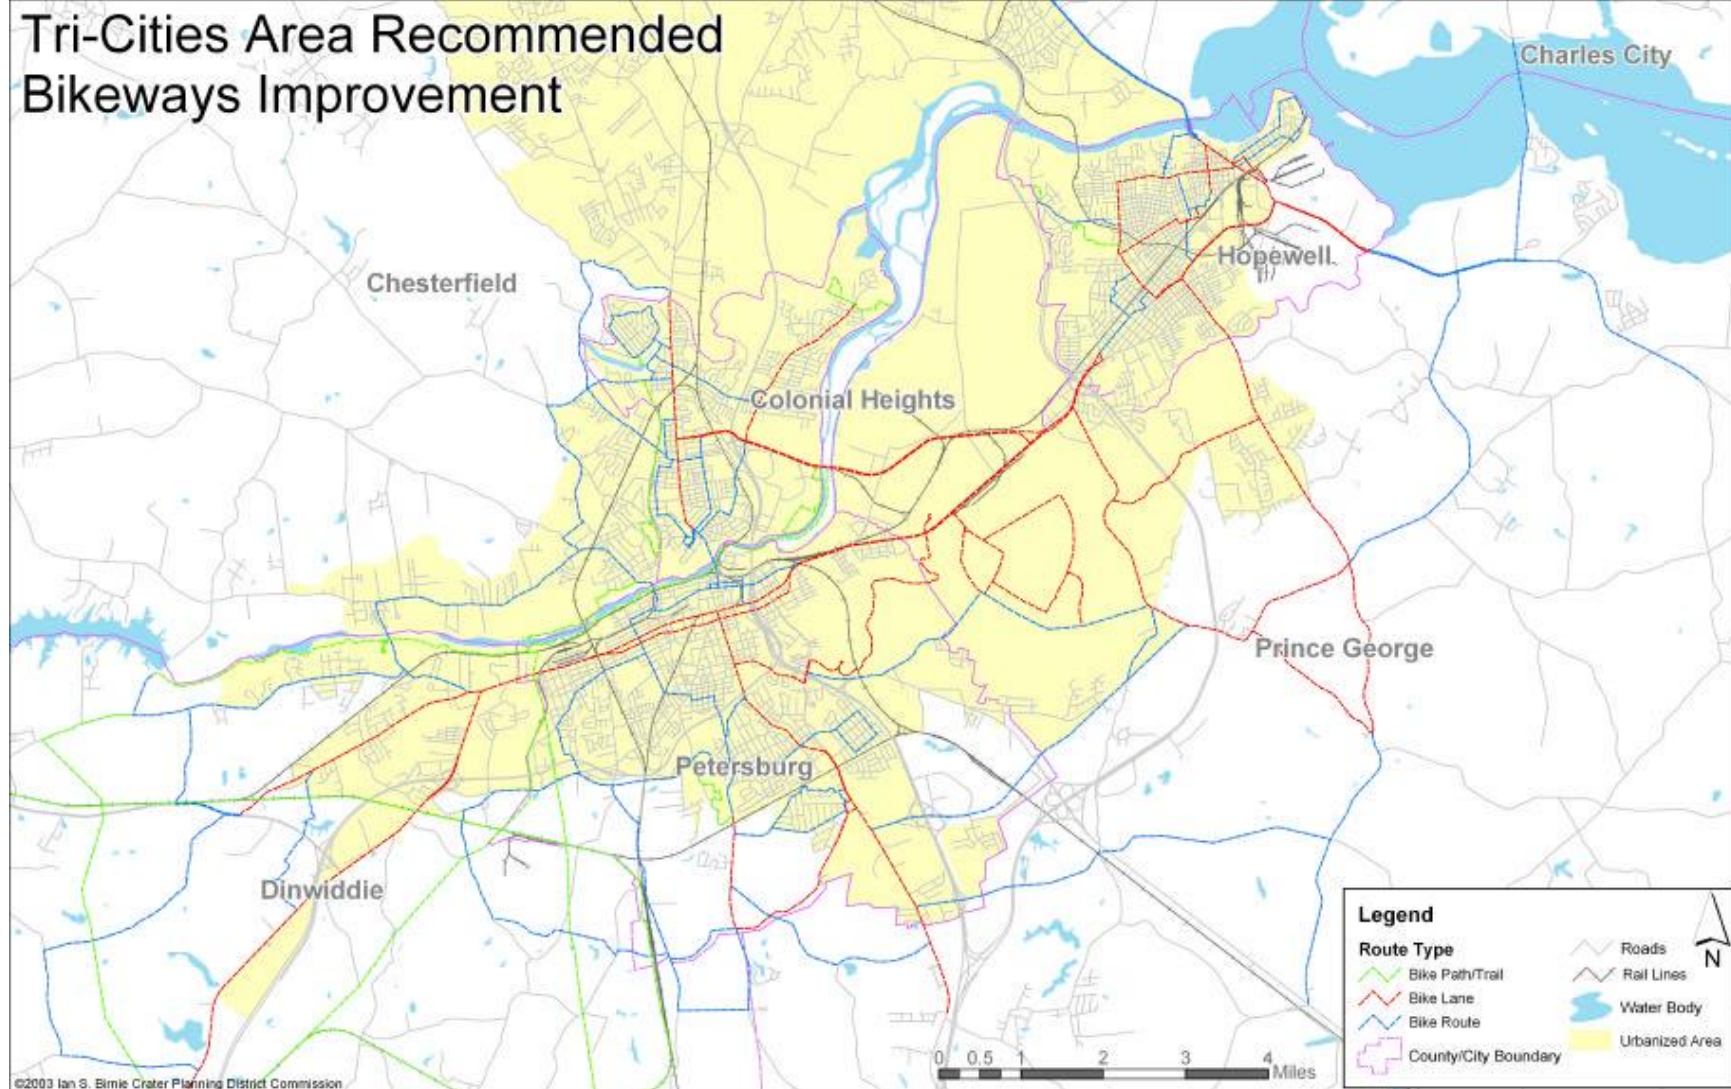 Tri-Cities Area Recommended
Bikeways Improvement
Charles City
Chesterfield
Hopewell
Colonial Heights
Prince George
Petersburg
Dinwiddie
Legend
Route Type
Bike Path/Trail
Bike Lane
Bike Route
County/City Boundary
Roads
Rail Lines
Water Body
Urbanized Area
N
0 0.5 1 2 3 4
Miles
©2003 Ian S. Birnie Crater Planning District Commission